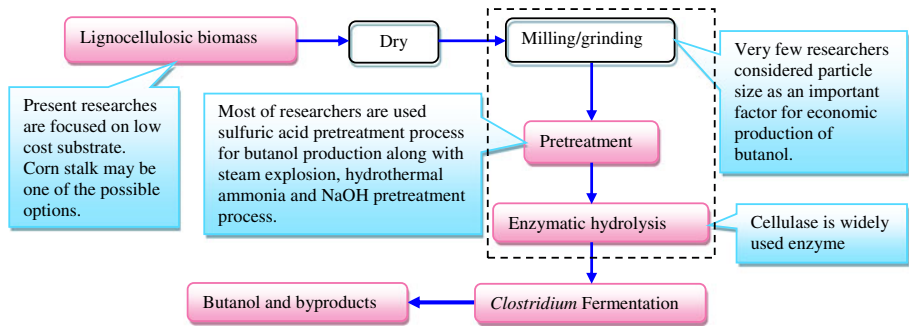 Lignocellulosic biomass
Dry
Milling/grinding
Very few researchers
considered particle
size as an important
factor for economic
production of
butanol.
Present researches
are focused on low
cost substrate.
Corn stalk may be
one of the possible
options.
Most of researchers are used
sulfuric acid pretreatment process
for butanol production along with
steam explosion, hydrothermal
ammonia and NaOH pretreatment
process.
Pretreatment
Enzymatic hydrolysis
Cellulase is widely
used enzyme
Butanol and byproducts
Clostridium Fermentation